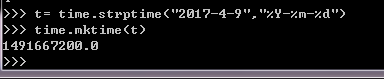 >>> t= time.strptime("2017-4-9","%Y-%m-%d")
>>> time.mktime(t)
1491667200.0
>>>